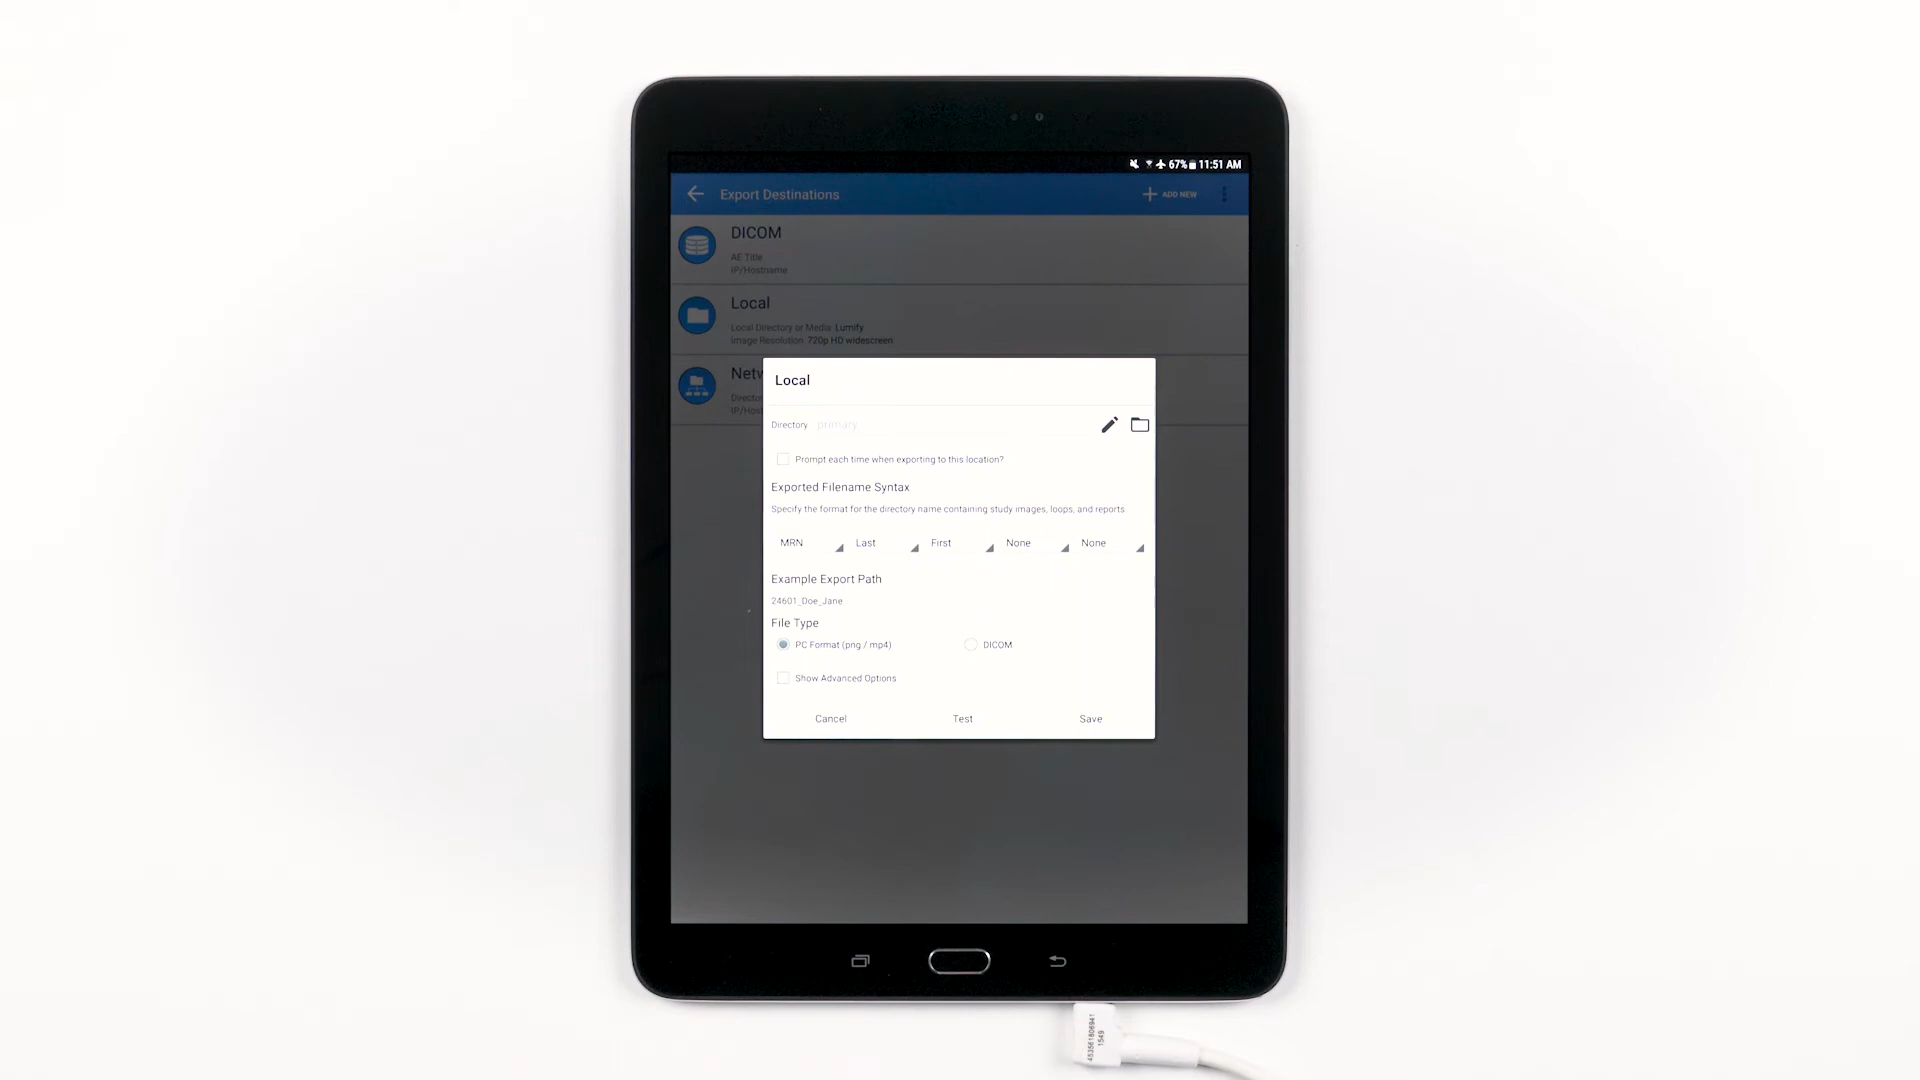 67% 11:51 AM
Export Destinations
ADD NEW
DICOM
AE Title
IP/Hostname
Local
Local Directory or Media Lumify
Image Resolution 720p HD widescreen
Local
Directory primary
Prompt each time when exporting to this location?
Exported Filename Syntax
Specify the format for the directory name containing study images, loops, and reports
MRN Last First None None
Example Export Path
24601_Doe_Jane
File Type
PC Format (png / mp4) DICOM
Show Advanced Options
Cancel Test Save
1549